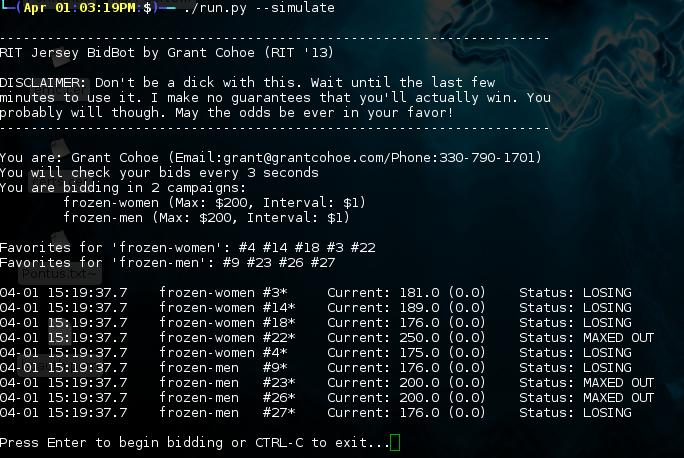 (Apr 01:03:19PM:$)— ./run.py --simulate
---------------------------------------------------------------------
RIT Jersey BidBot by Grant Cohoe (RIT '13)
DISCLAIMER: Don't be a dick with this. Wait until the last few
minutes to use it. I make no guarantees that you'll actually win. You
probably will though. May the odds be ever in your favor!
---------------------------------------------------------------------
You are: Grant Cohoe (Email:grant@grantcohoe.com/Phone:330-790-1701)
You will check your bids every 3 seconds
You are bidding in 2 campaigns:
frozen-women (Max: $200, Interval: $1)
frozen-men (Max: $200, Interval: $1)
Favorites for 'frozen-women': #4 #14 #18 #3 #22
Favorites for 'frozen-men': #9 #23 #26 #27
Pontus.txt~
04-01 15:19:37.7 frozen-women #3* Current: 181.0 (0.0) Status: LOSING
04-01 15:19:37.7 frozen-women #14* Current: 189.0 (0.0) Status: LOSING
04-01 15:19:37.7 frozen-women #18* Current: 176.0 (0.0) Status: LOSING
04-01 15:19:37.7 frozen-women #22* Current: 250.0 (0.0) Status: MAXED OUT
04-01 15:19:37.7 frozen-women #4* Current: 175.0 (0.0) Status: LOSING
04-01 15:19:37.7 frozen-men #9* Current: 176.0 (0.0) Status: LOSING
04-01 15:19:37.7 frozen-men #23* Current: 200.0 (0.0) Status: MAXED OUT
04-01 15:19:37.7 frozen-men #26* Current: 200.0 (0.0) Status: MAXED OUT
04-01 15:19:37.7 frozen-men #27* Current: 176.0 (0.0) Status: LOSING
Press Enter to begin bidding or CTRL-C to exit...